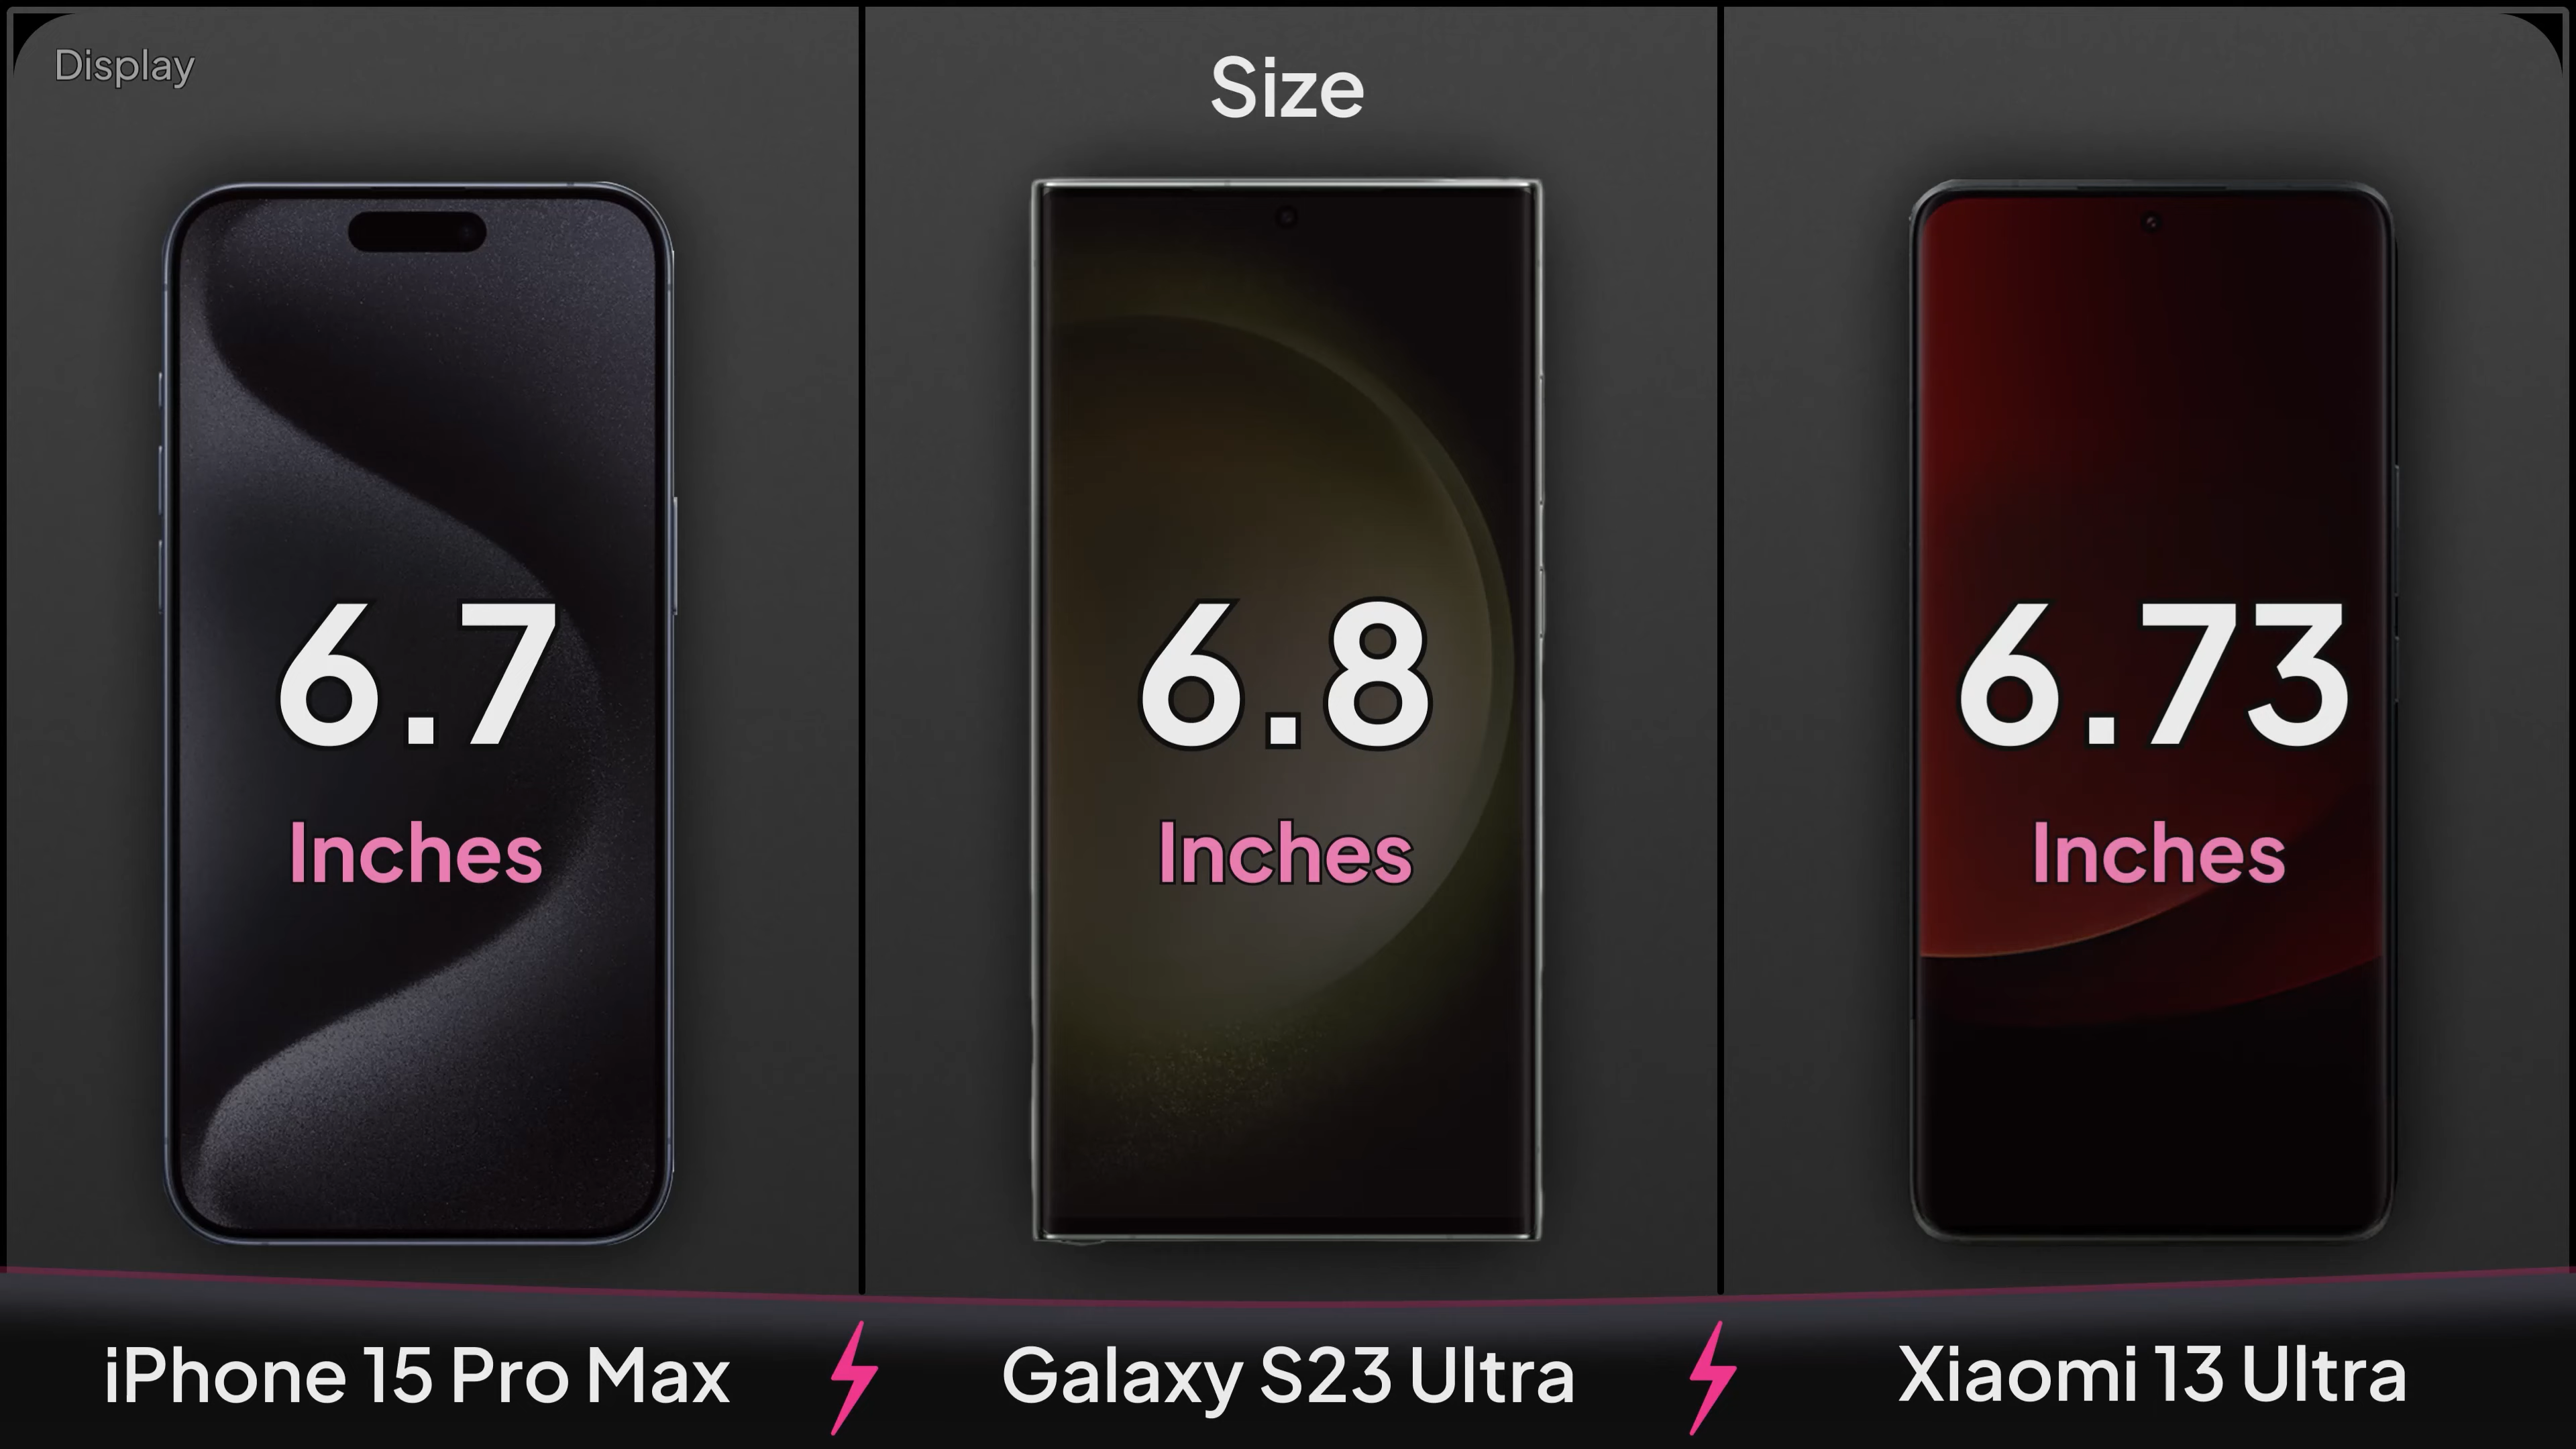 Display
Size
6.7
Inches
6.8
Inches
6.73
Inches
iPhone 15 Pro Max
Galaxy S23 Ultra
Xiaomi 13 Ultra